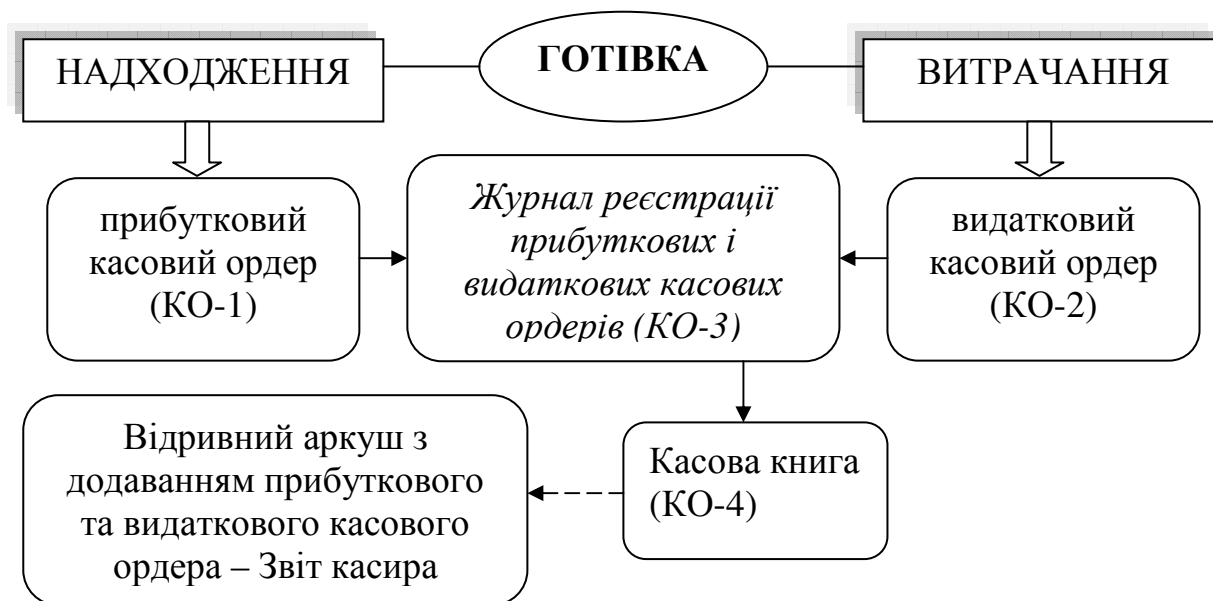 НАДХОДЖЕННЯ
ГОТІВКА
ВИТРАЧАННЯ
прибутковий
касовий ордер
(КО-1)
Журнал реєстрації
прибуткових і
видаткових касових
ордерів (КО-3)
видатковий
касовий ордер
(КО-2)
Відривний аркуш з
додаванням прибуткового
та видаткового касового
ордера – Звіт касира
Касова книга
(КО-4)